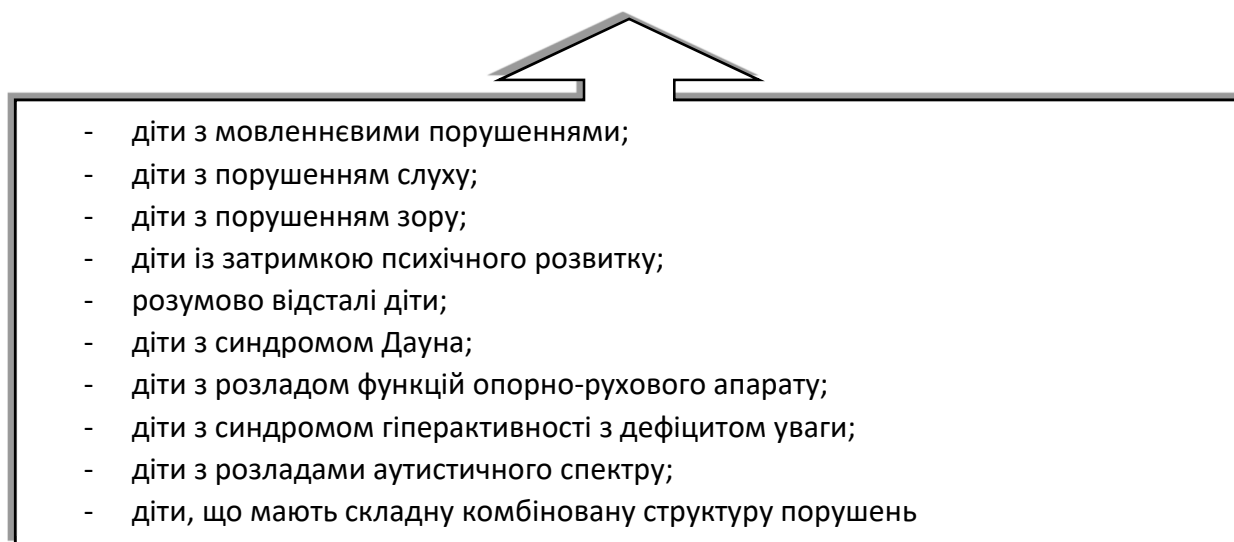 - діти з мовленнєвими порушеннями;
- діти з порушенням слуху;
- діти з порушенням зору;
- діти із затримкою психічного розвитку;
- розумово відсталі діти;
- діти з синдромом Дауна;
- діти з розладом функцій опорно-рухового апарату;
- діти з синдромом гіперактивності з дефіцитом уваги;
- діти з розладами аутистичного спектру;
- діти, що мають складну комбіновану структуру порушень